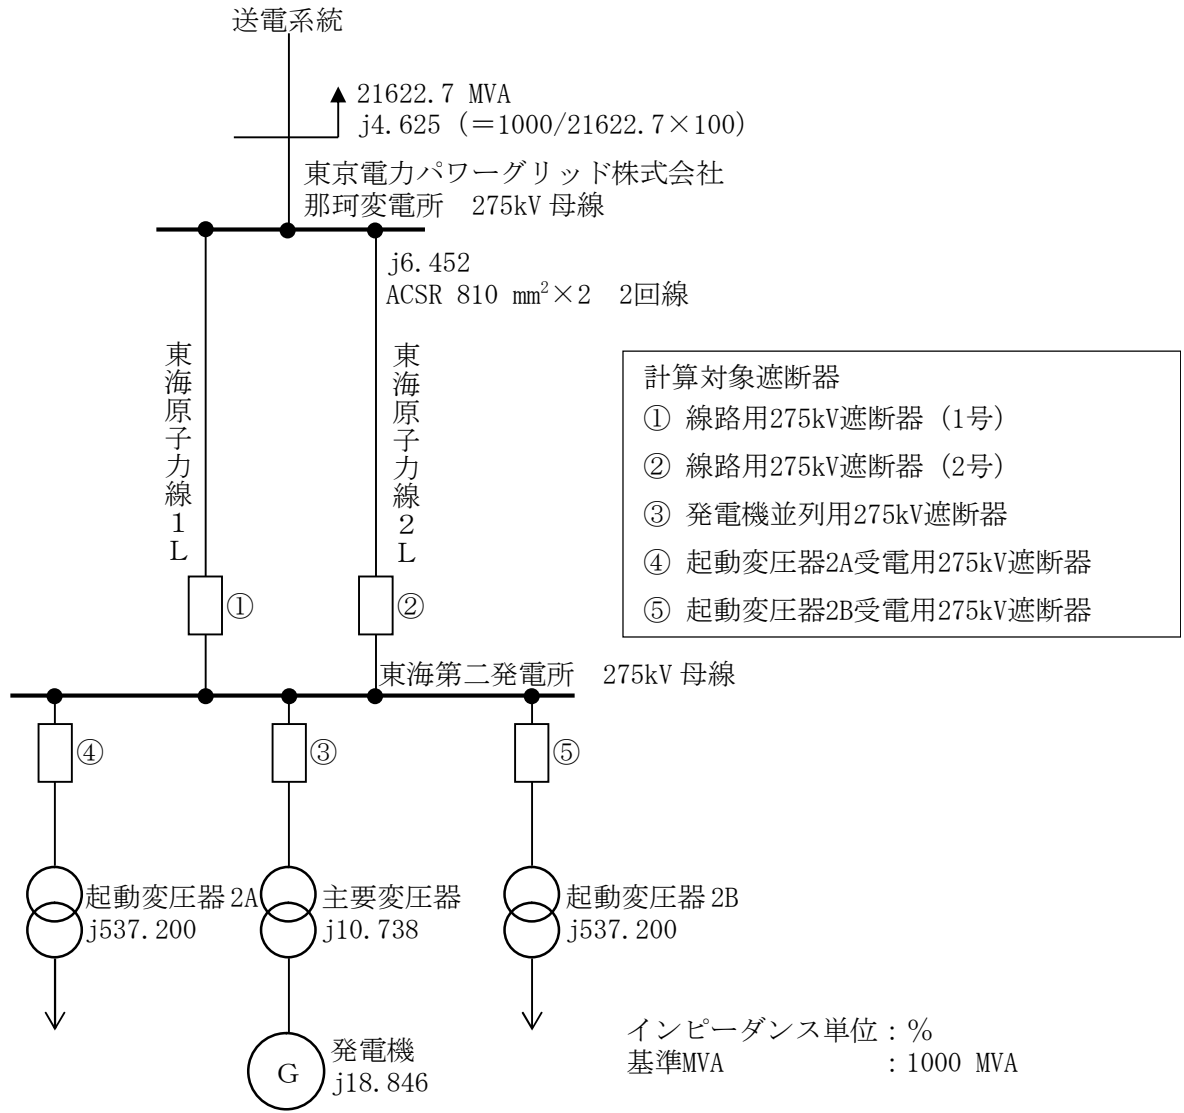 送電系統
21622.7 MVA
j4.625 (＝1000/21622.7×100)
東京電力パワーグリッド株式会社
那珂変電所　275kV 母線
j6.452
ACSR 810 mm²×2　2回線
東海原子力線１Ｌ
東海原子力線２Ｌ
計算対象遮断器
① 線路用275kV遮断器（1号）
② 線路用275kV遮断器（2号）
③ 発電機並列用275kV遮断器
④ 起動変圧器2A受電用275kV遮断器
⑤ 起動変圧器2B受電用275kV遮断器
①
②
東海第二発電所　275kV 母線
④
③
⑤
起動変圧器 2A
j537.200
主要変圧器
j10.738
起動変圧器 2B
j537.200
G
発電機
j18.846
インピーダンス単位：％
基準MVA　　　　　　：1000 MVA